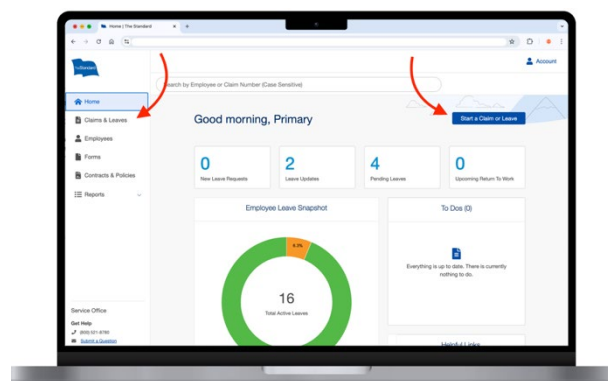 Home | The Standard
TheStandard
Account
Search by Employee or Claim Number (Case Sensitive)
Home
Claims & Leaves
Employees
Forms
Contracts & Policies
Reports
Good morning, Primary
Start a Claim or Leave
0
New Leave Requests
2
Leave Updates
4
Pending Leaves
0
Upcoming Return To Work
Employee Leave Snapshot
16
Total Active Leaves
To Dos (0)
Everything is up to date. There is currently
nothing to do.
Helpful Links
Service Office
Get Help
Submit a Question